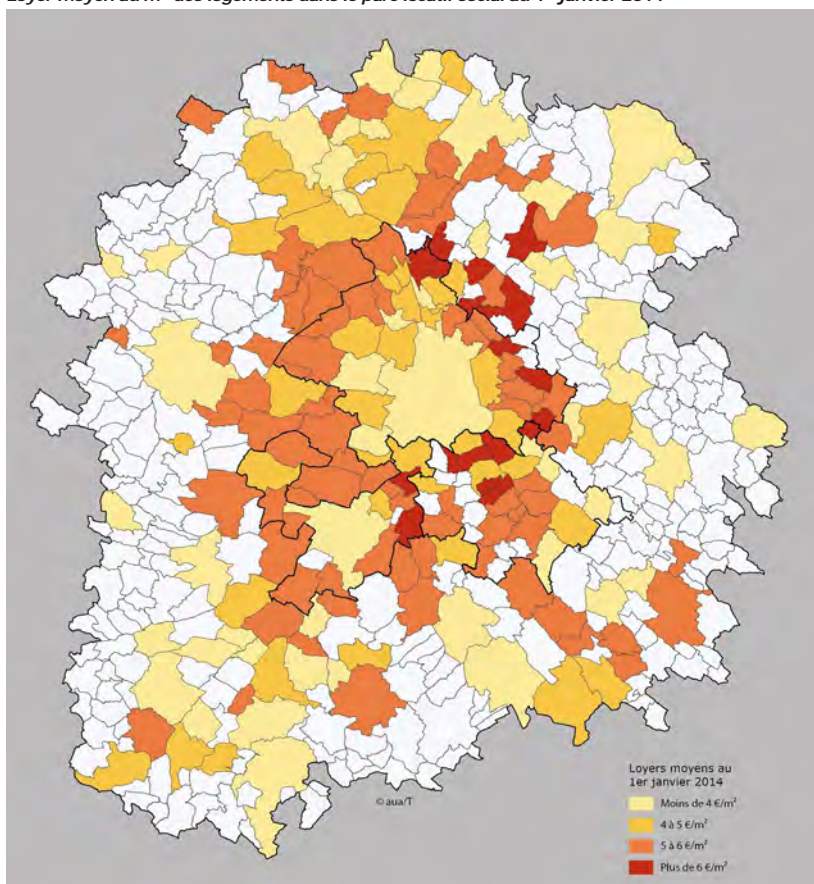 Loyer moyen au m² des logements dans le parc locatif social au 1er janvier 2014
© aua/T
Loyers moyens au
1er janvier 2014
Moins de 4 €/m²
4 à 5 €/m²
5 à 6 €/m²
Plus de 6 €/m²